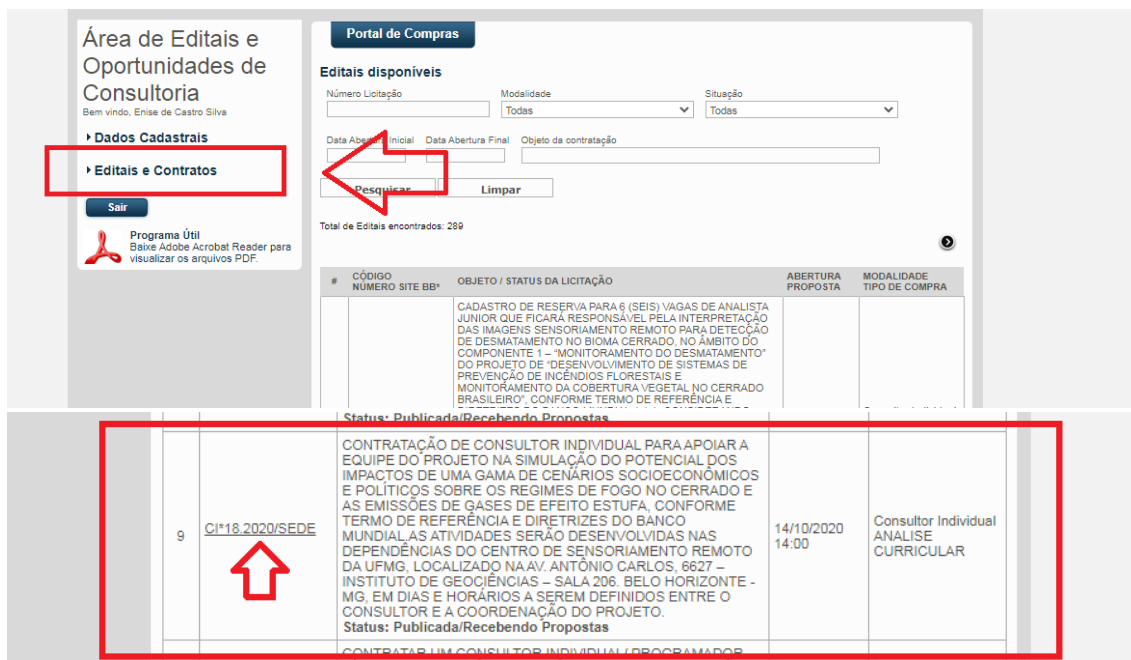 Área de Editais e
Oportunidades de
Consultoria
Bem vindo, Enise de Castro Silva
Dados Cadastrais
Editais e Contratos
Sair
Programa Útil
Baixe Adobe Acrobat Reader para
visualizar os arquivos PDF.
Portal de Compras
Editais disponíveis
Número Licitação Modalidade Situação
Todas Todas
Data Abertura Inicial Data Abertura Final Objeto da contratação
Pesquisar Limpar
Total de Editais encontrados: 289
# CÓDIGO NÚMERO SITE BB* OBJETO / STATUS DA LICITAÇÃO ABERTURA PROPOSTA MODALIDADE TIPO DE COMPRA
CADASTRO DE RESERVA PARA 6 (SEIS) VAGAS DE ANALISTA
JUNIOR QUE FICARÁ RESPONSÁVEL PELA INTERPRETAÇÃO
DAS IMAGENS SENSORIAMENTO REMOTO PARA DETECÇÃO
DE DESMATAMENTO NO BIOMA CERRADO, NO ÂMBITO DO
COMPONENTE 1 – “MONITORAMENTO DO DESMATAMENTO”
DO PROJETO DE “DESENVOLVIMENTO DE SISTEMAS DE
PREVENÇÃO DE INCÊNDIOS FLORESTAIS E
MONITORAMENTO DA COBERTURA VEGETAL NO CERRADO
BRASILEIRO”, CONFORME TERMO DE REFERÊNCIA E
Status: Publicada/Recebendo Propostas
9
CI*18.2020/SEDE
CONTRATAÇÃO DE CONSULTOR INDIVIDUAL PARA APOIAR A
EQUIPE DO PROJETO NA SIMULAÇÃO DO POTENCIAL DOS
IMPACTOS DE UMA GAMA DE CENÁRIOS SOCIOECONÔMICOS
E POLÍTICOS SOBRE OS REGIMES DE FOGO NO CERRADO E
AS EMISSÕES DE GASES DE EFEITO ESTUFA, CONFORME
TERMO DE REFERÊNCIA E DIRETRIZES DO BANCO
MUNDIAL.AS ATIVIDADES SERÃO DESENVOLVIDAS NAS
DEPENDÊNCIAS DO CENTRO DE SENSORIAMENTO REMOTO
DA UFMG, LOCALIZADO NA AV. ANTÔNIO CARLOS, 6627 –
INSTITUTO DE GEOCIÊNCIAS – SALA 206. BELO HORIZONTE -
MG, EM DIAS E HORÁRIOS A SEREM DEFINIDOS ENTRE O
CONSULTOR E A COORDENAÇÃO DO PROJETO.
Status: Publicada/Recebendo Propostas
14/10/2020
14:00
Consultor Individual
ANALISE
CURRICULAR
CONTRATAR UM CONSULTOR INDIVIDUAL / PROGRAMADOR